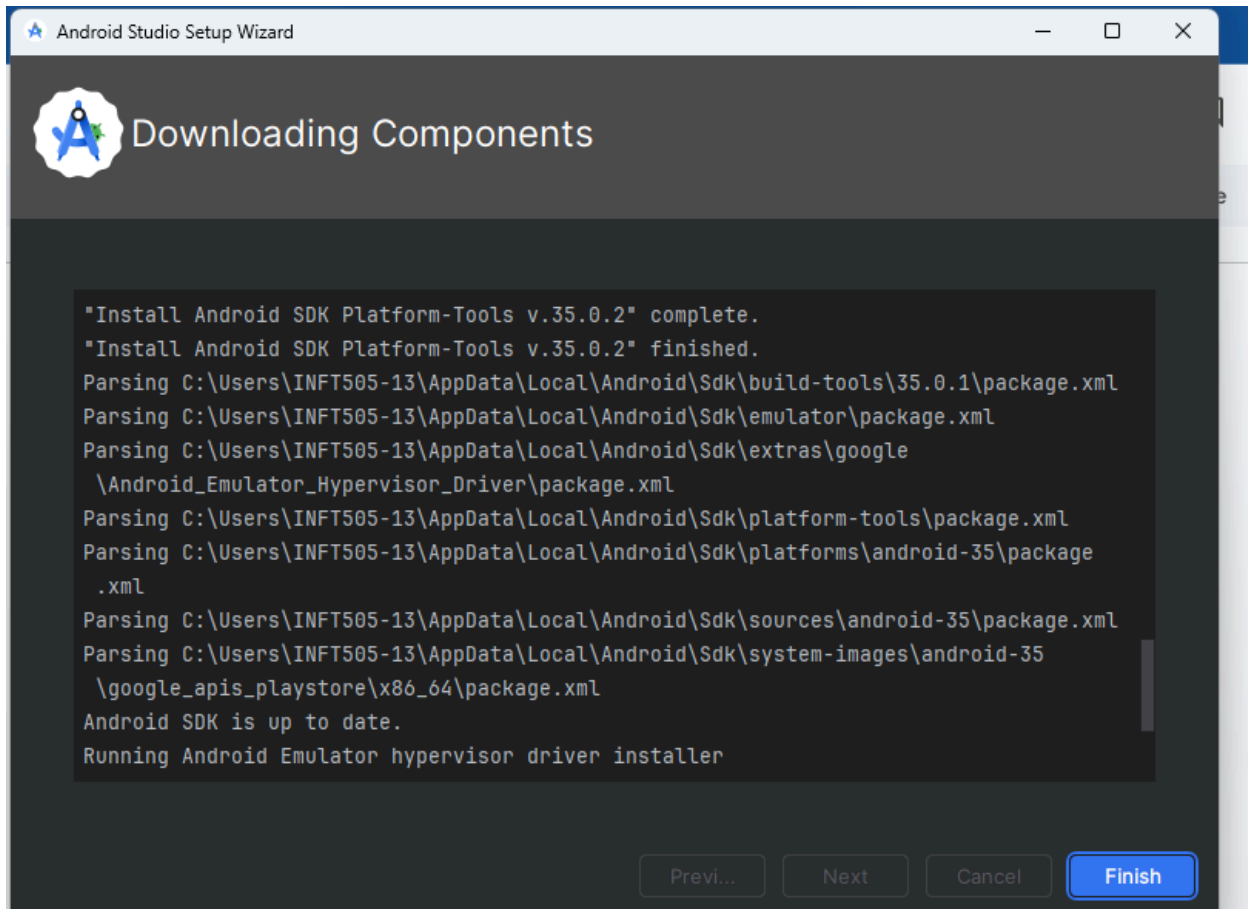 Android Studio Setup Wizard
Downloading Components
e
"Install Android SDK Platform-Tools v.35.0.2" complete.
"Install Android SDK Platform-Tools v.35.0.2" finished.
Parsing C:\Users\INFT505-13\AppData\Local\Android\Sdk\build-tools\35.0.1\package.xml
Parsing C:\Users\INFT505-13\AppData\Local\Android\Sdk\emulator\package.xml
Parsing C:\Users\INFT505-13\AppData\Local\Android\Sdk\extras\google
\Android_Emulator_Hypervisor_Driver\package.xml
Parsing C:\Users\INFT505-13\AppData\Local\Android\Sdk\platform-tools\package.xml
Parsing C:\Users\INFT505-13\AppData\Local\Android\Sdk\platforms\android-35\package
.xml
Parsing C:\Users\INFT505-13\AppData\Local\Android\Sdk\sources\android-35\package.xml
Parsing C:\Users\INFT505-13\AppData\Local\Android\Sdk\system-images\android-35
\google_apis_playstore\x86_64\package.xml
Android SDK is up to date.
Running Android Emulator hypervisor driver installer
Previ... Next Cancel Finish